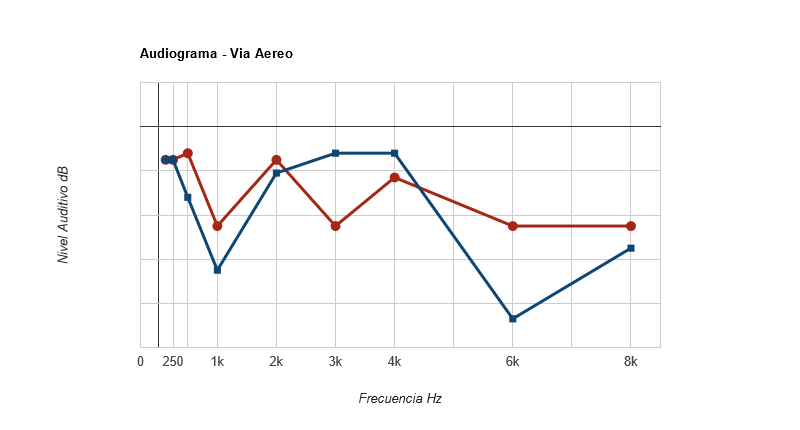 Audiograma - Via Aereo
Nivel Auditivo dB
0 250 1k 2k 3k 4k 6k 8k
Frecuencia Hz